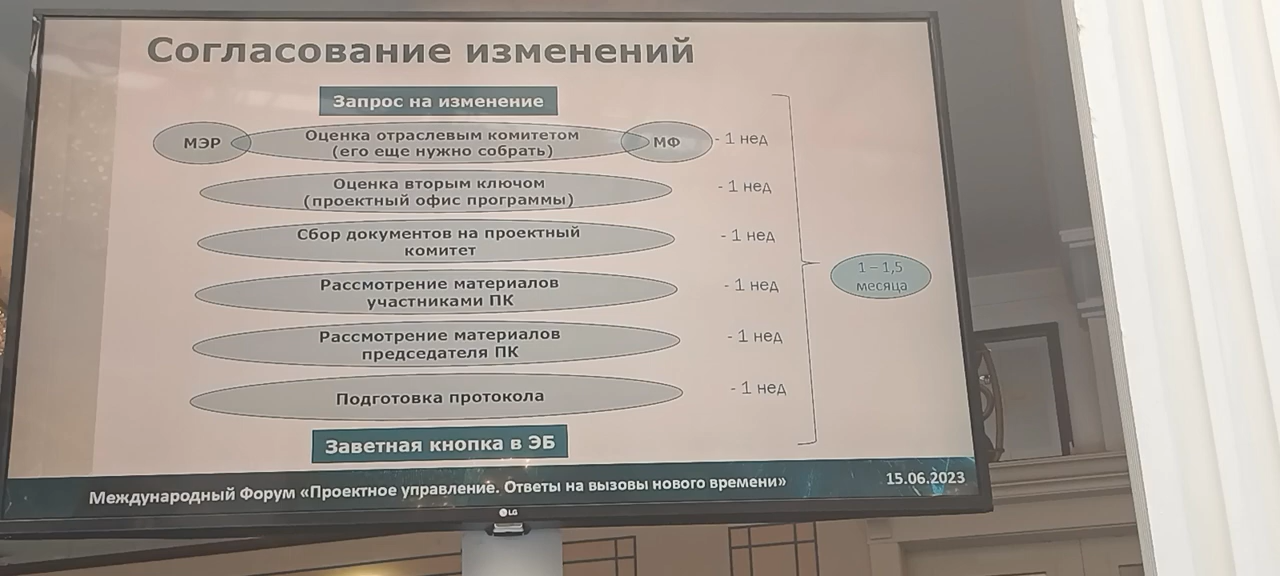 Согласование изменений
Запрос на изменение
МЭР
Оценка отраслевым комитетом
(его еще нужно собрать)
МФ
- 1 нед
Оценка вторым ключом
(проектный офис программы)
- 1 нед
Сбор документов на проектный
комитет
- 1 нед
Рассмотрение материалов
участниками ПК
- 1 нед
Рассмотрение материалов
председателя ПК
- 1 нед
Подготовка протокола
- 1 нед
1 – 1,5
месяца
Заветная кнопка в ЭБ
Международный Форум «Проектное управление. Ответы на вызовы нового времени»
15.06.2023
LG